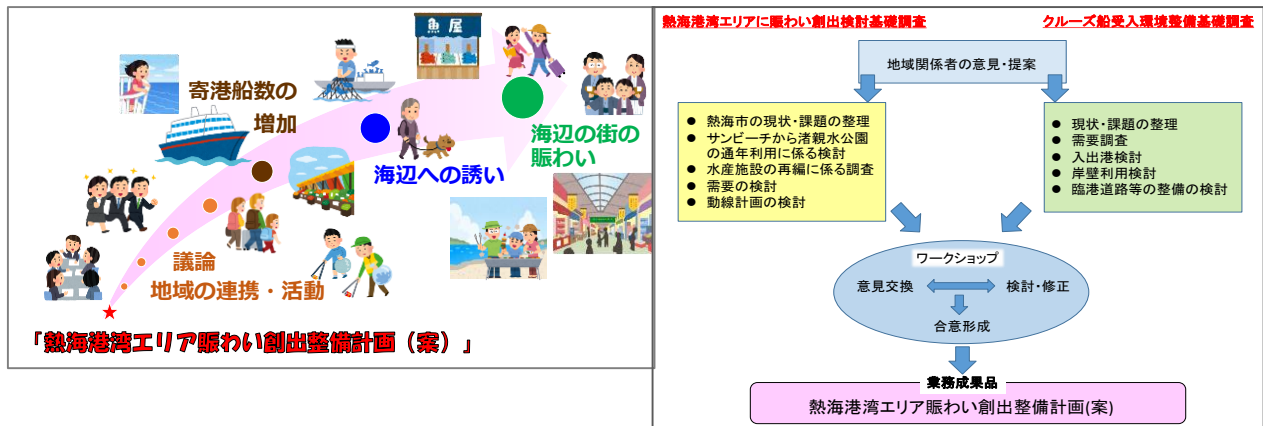 魚屋
寄港船数の
増加
海辺の街の
賑わい
海辺への誘い
議論
地域の連携・活動
「熱海港湾エリア賑わい創出整備計画（案）」
熱海港湾エリアに賑わい創出検討基礎調査
クルーズ船受入環境整備基礎調査
地域関係者の意見・提案
● 熱海市の現状・課題の整理
● サンビーチから渚親水公園
の通年利用に係る検討
● 水産施設の再編に係る調査
● 需要の検討
● 動線計画の検討
● 現状・課題の整理
● 需要調査
● 入出港検討
● 岸壁利用検討
● 臨港道路等の整備の検討
ワークショップ
意見交換
検討・修正
合意形成
業務成果品
熱海港湾エリア賑わい創出整備計画(案)